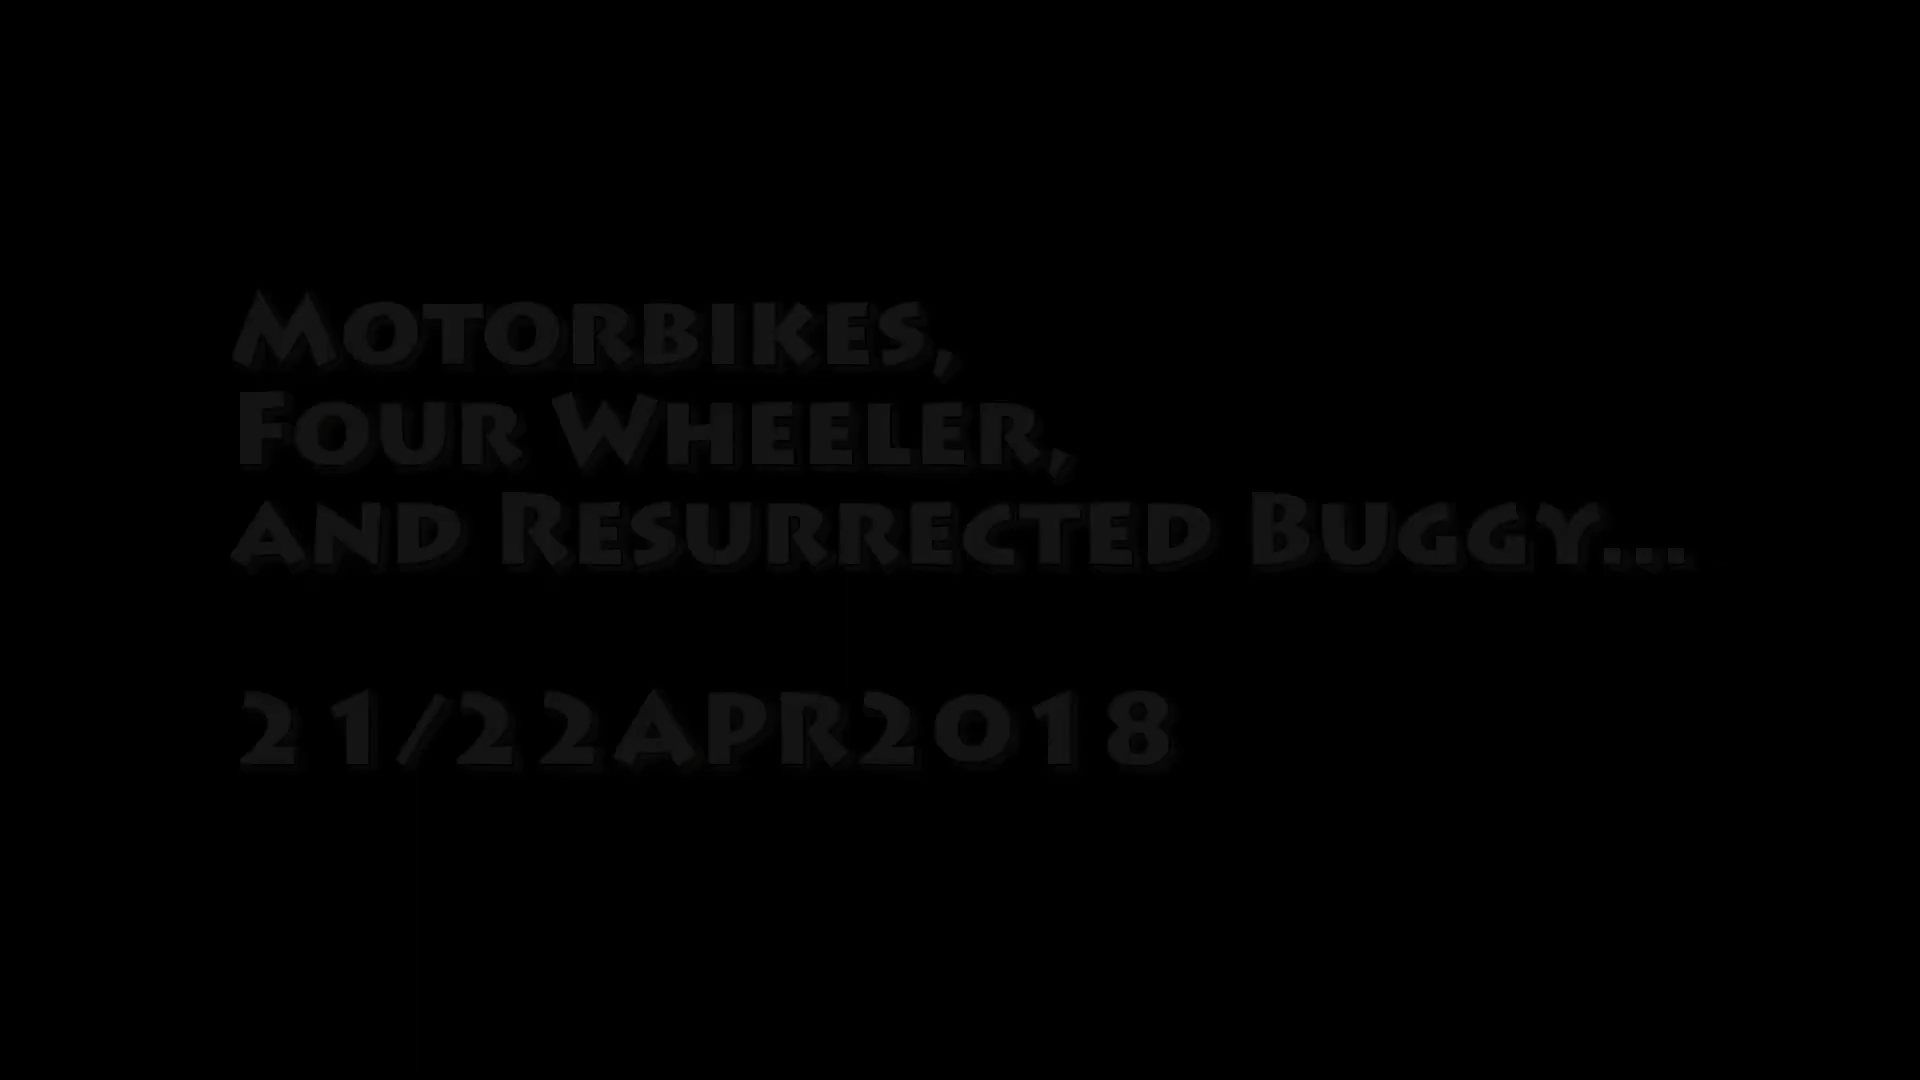 Motorbikes,
Four Wheeler,
and Resurrected Buggy...
21/22Apr2018